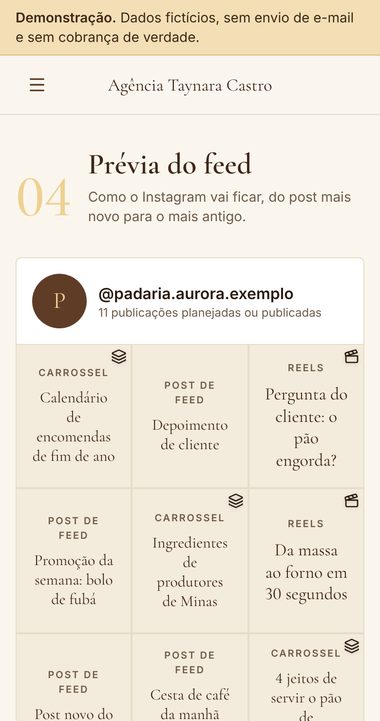 Demonstração. Dados fictícios, sem envio de e-mail
e sem cobrança de verdade.
Agência Taynara Castro
04
Prévia do feed
Como o Instagram vai ficar, do post mais
novo para o mais antigo.
P
@padaria.aurora.exemplo
11 publicações planejadas ou publicadas
CARROSSEL
Calendário
de
encomendas
de fim de ano
POST DE
FEED
Depoimento
de cliente
REELS
Pergunta do
cliente: o
pão
engorda?
POST DE
FEED
Promoção da
semana: bolo
de fubá
CARROSSEL
Ingredientes
de
produtores
de Minas
REELS
Da massa
ao forno em
30 segundos
POST DE
FEED
Post novo do
POST DE
FEED
Cesta de café
da manhã
CARROSSEL
4 jeitos de
servir o pão
de